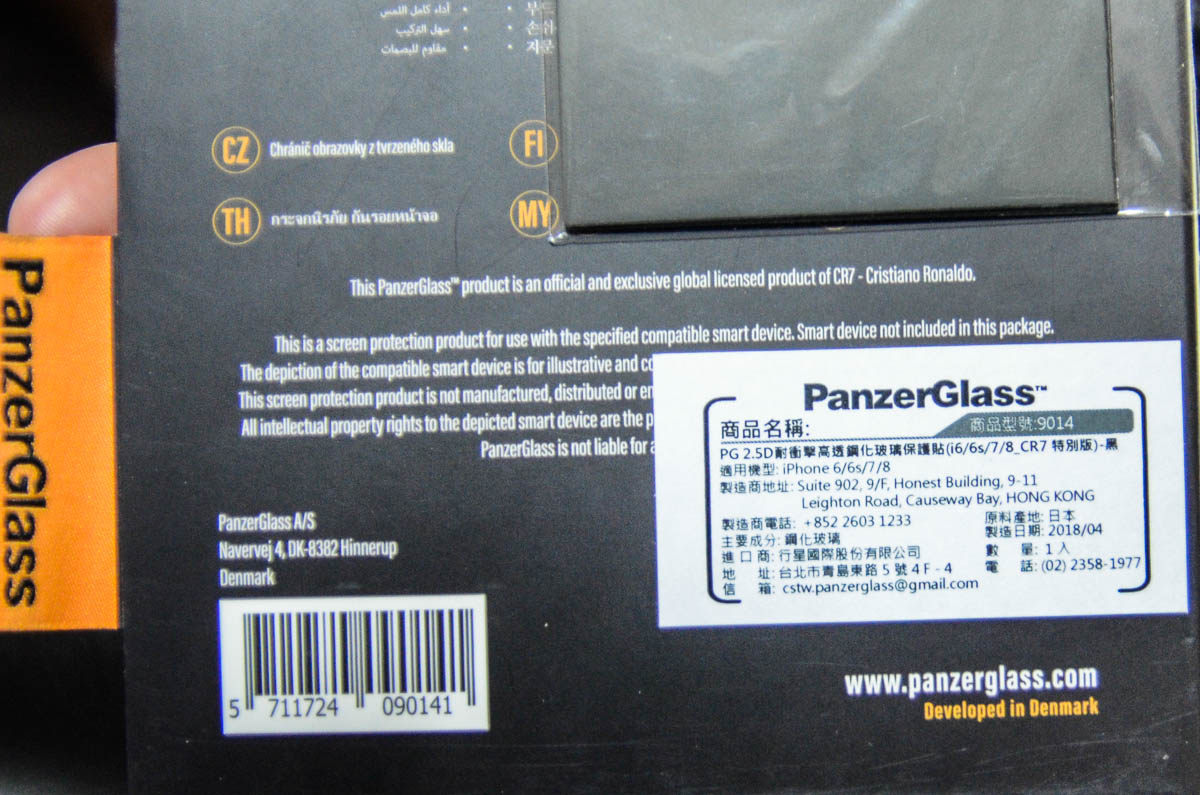 أداء كامل اللمس
سهل التركيب
مقاوم للبصمات
지문
CZ Chránič obrazovky z tvrzeného skla
FI
TH กระจกนิรภัย กันรอยหน้าจอ
MY
This PanzerGlass™ product is an official and exclusive global licensed product of CR7 - Cristiano Ronaldo.
This is a screen protection product for use with the specified compatible smart device. Smart device not included in this package.
The depiction of the compatible smart device is for illustrative and
This screen protection product is not manufactured, distributed or
All intellectual property rights to the depicted smart device are the
PanzerGlass is not liable for
PanzerGlass
PanzerGlass A/S
Navervej 4, DK-8382 Hinnerup
Denmark
5 711724 090141
PanzerGlass™
商品名稱:
商品型號:9014
PG 2.5D耐衝擊高透鋼化玻璃保護貼(i6/6s/7/8_CR7 特別版)-黑
適用機型: iPhone 6/6s/7/8
製造商地址: Suite 902, 9/F, Honest Building, 9-11
Leighton Road, Causeway Bay, HONG KONG
製造商電話: +852 2603 1233 原料產地: 日本
主要成分: 鋼化玻璃 製造日期: 2018/04
進口商: 行星國際股份有限公司 數 量: 1 入
地 址: 台北市青島東路 5 號 4 F - 4 電 話: (02) 2358-1977
信 箱: cstw.panzerglass@gmail.com
www.panzerglass.com
Developed in Denmark